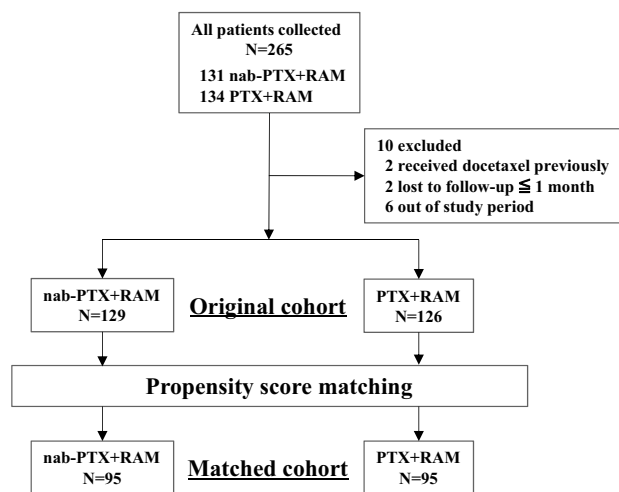 All patients collected
N=265
131 nab-PTX+RAM
134 PTX+RAM
10 excluded
2 received docetaxel previously
2 lost to follow-up ≦ 1 month
6 out of study period
nab-PTX+RAM
N=129
Original cohort
PTX+RAM
N=126
Propensity score matching
nab-PTX+RAM
N=95
Matched cohort
PTX+RAM
N=95